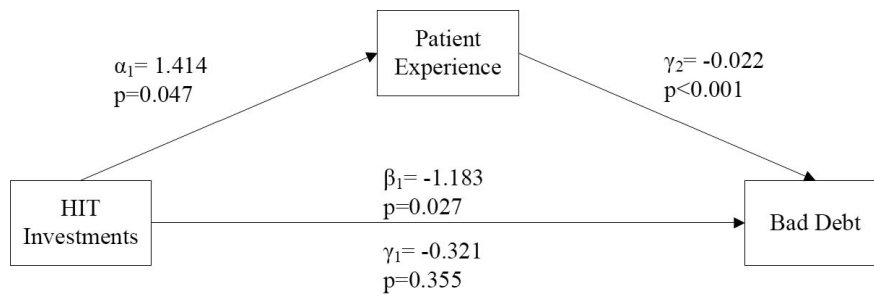 Patient
Experience
α₁= 1.414
p=0.047
γ₂= -0.022
p<0.001
HIT
Investments
β₁= -1.183
p=0.027
γ₁= -0.321
p=0.355
Bad Debt